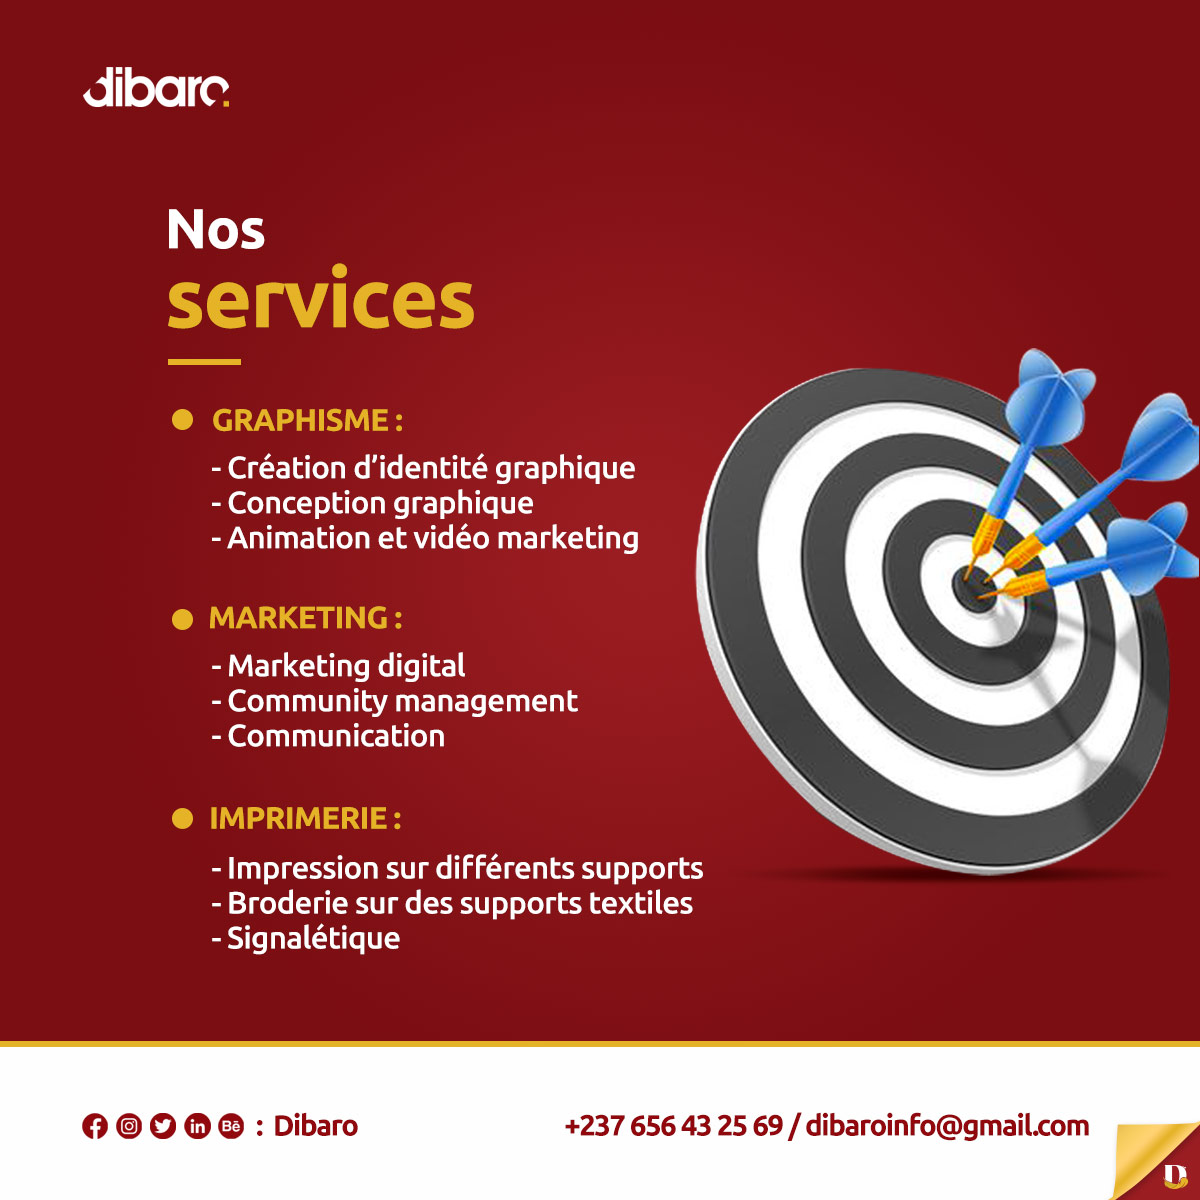 dibaro.
Nos
services
GRAPHISME :
- Création d’identité graphique
- Conception graphique
- Animation et vidéo marketing
MARKETING :
- Marketing digital
- Community management
- Communication
IMPRIMERIE :
- Impression sur différents supports
- Broderie sur des supports textiles
- Signalétique
: Dibaro
+237 656 43 25 69 / dibaroinfo@gmail.com
D